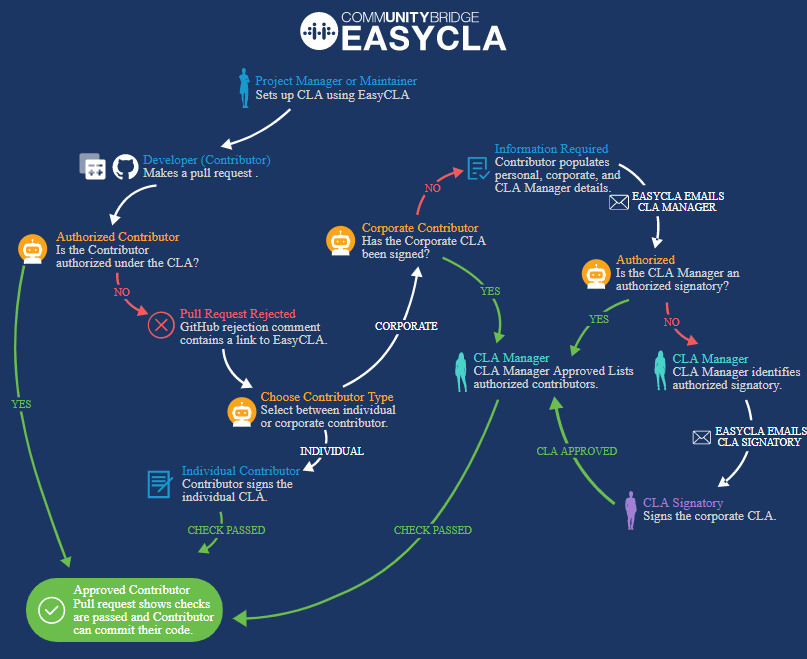 COMMUNITYBRIDGE
EASYCLA
Project Manager or Maintainer
Sets up CLA using EasyCLA
Developer (Contributor)
Makes a pull request .
Authorized Contributor
Is the Contributor
authorized under the CLA?
NO
YES
Pull Request Rejected
GitHub rejection comment
contains a link to EasyCLA.
Choose Contributor Type
Select between individual
or corporate contributor.
INDIVIDUAL
CORPORATE
Individual Contributor
Contributor signs the
individual CLA.
CHECK PASSED
Corporate Contributor
Has the Corporate CLA
been signed?
NO
YES
Information Required
Contributor populates
personal, corporate, and
CLA Manager details.
EASYCLA EMAILS
CLA MANAGER
Authorized
Is the CLA Manager an
authorized signatory?
YES
NO
CLA Manager
CLA Manager Approved Lists
authorized contributors.
CLA Manager
CLA Manager identifies
authorized signatory.
EASYCLA EMAILS
CLA SIGNATORY
CLA APPROVED
CLA Signatory
Signs the corporate CLA.
CHECK PASSED
Approved Contributor
Pull request shows checks
are passed and Contributor
can commit their code.